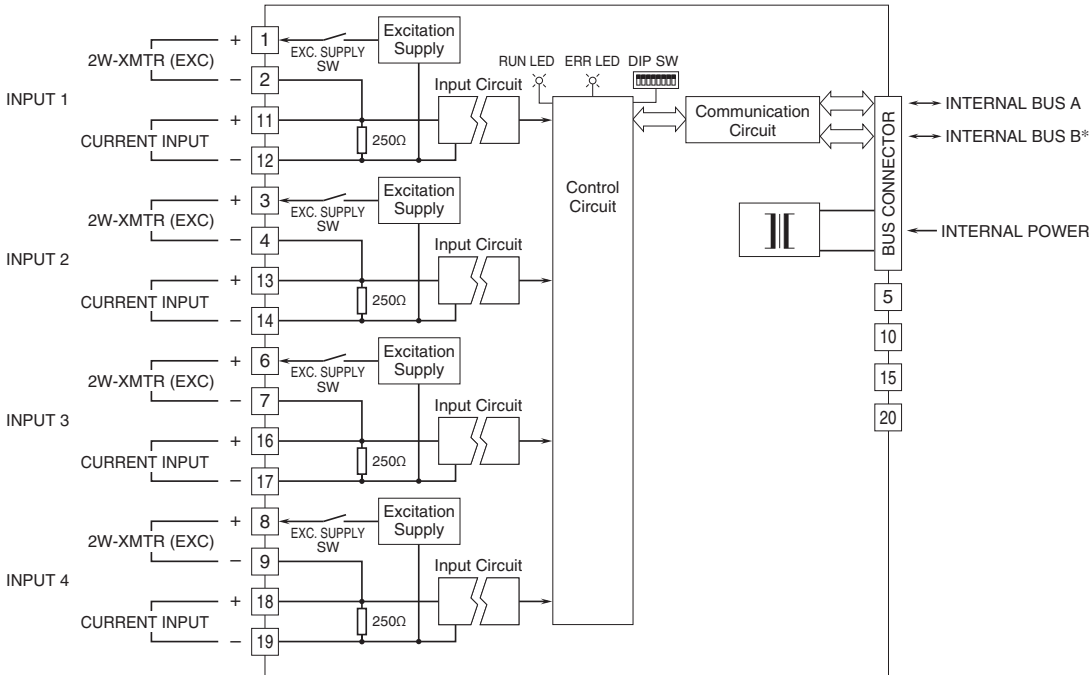 INPUT 1
2W-XMTR (EXC)
+ 1
− 2
CURRENT INPUT
+ 11
− 12
EXC. SUPPLY
SW
Excitation
Supply
250Ω
Input Circuit
INPUT 2
2W-XMTR (EXC)
+ 3
− 4
CURRENT INPUT
+ 13
− 14
EXC. SUPPLY
SW
Excitation
Supply
250Ω
Input Circuit
INPUT 3
2W-XMTR (EXC)
+ 6
− 7
CURRENT INPUT
+ 16
− 17
EXC. SUPPLY
SW
Excitation
Supply
250Ω
Input Circuit
INPUT 4
2W-XMTR (EXC)
+ 8
− 9
CURRENT INPUT
+ 18
− 19
EXC. SUPPLY
SW
Excitation
Supply
250Ω
Input Circuit
RUN LED ERR LED DIP SW
Control
Circuit
Communication
Circuit
BUS CONNECTOR
INTERNAL BUS A
INTERNAL BUS B*
INTERNAL POWER
5
10
15
20